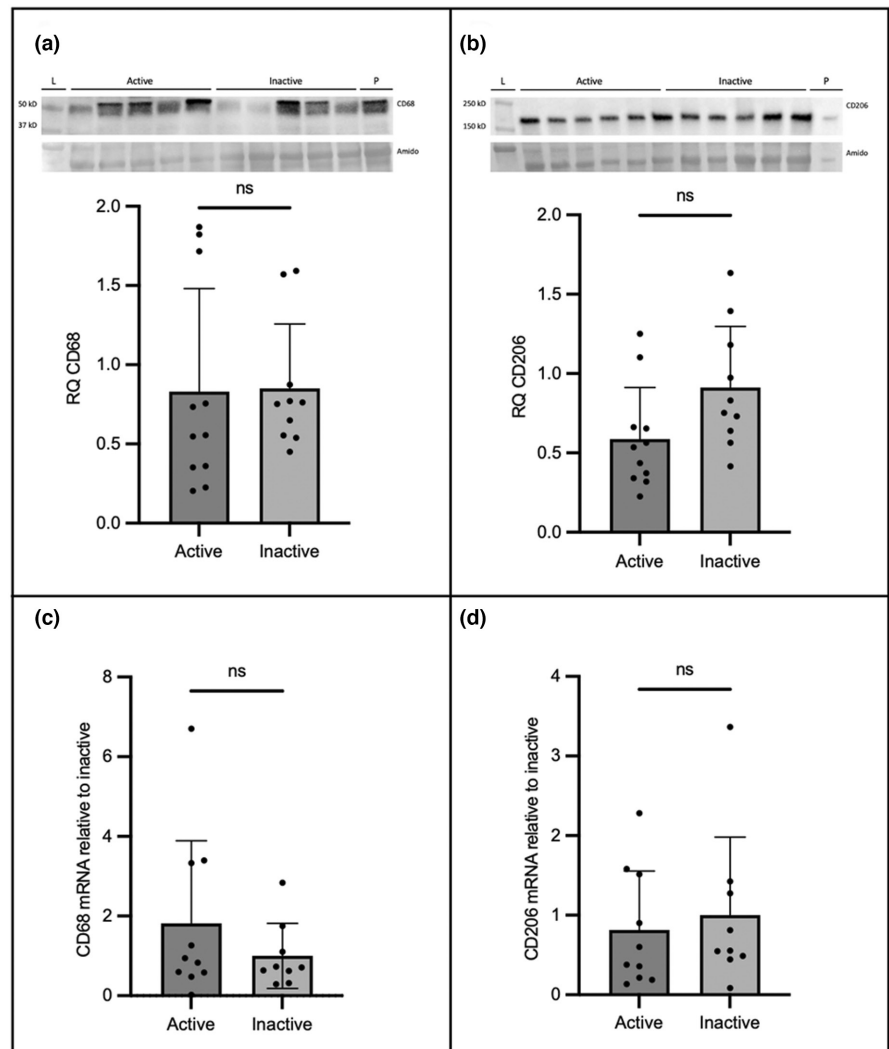 (a)
L Active Inactive P
50 kD
CD68
37 kD
Amido
ns
2.0
1.5
1.0
0.5
0.0
RQ CD68
Active Inactive
(b)
L Active Inactive P
250 kD
CD206
150 kD
Amido
ns
2.0
1.5
1.0
0.5
0.0
RQ CD206
Active Inactive
(c)
ns
8
6
4
2
0
CD68 mRNA relative to inactive
Active Inactive
(d)
ns
4
3
2
1
0
CD206 mRNA relative to inactive
Active Inactive